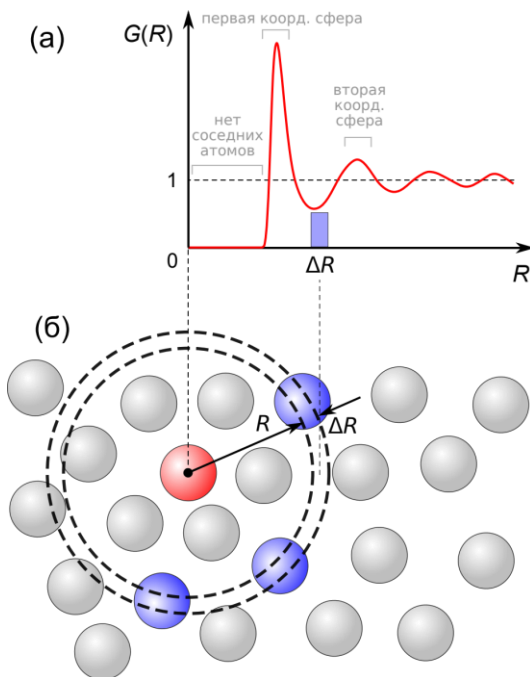 (а)
G(R)
первая коорд. сфера
вторая
коорд.
сфера
нет
соседних
атомов
1
0
ΔR
R
(б)
R
ΔR